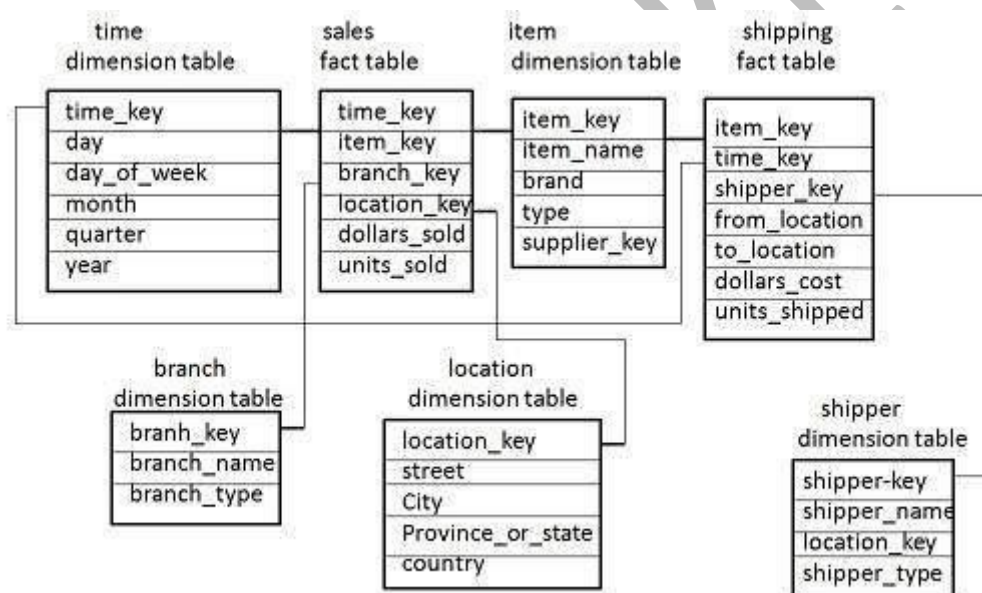 time
dimension table
time_key
day
day_of_week
month
quarter
year
sales
fact table
time_key
item_key
branch_key
location_key
dollars_sold
units_sold
item
dimension table
item_key
item_name
brand
type
supplier_key
shipping
fact table
item_key
time_key
shipper_key
from_location
to_location
dollars_cost
units_shipped
branch
dimension table
branh_key
branch_name
branch_type
location
dimension table
location_key
street
City
Province_or_state
country
shipper
dimension table
shipper-key
shipper_name
location_key
shipper_type